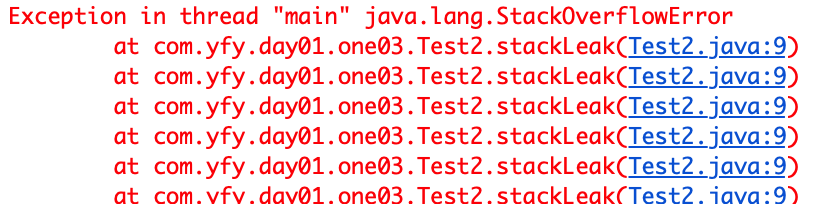 Exception in thread "main" java.lang.StackOverflowError
at com.yfy.day01.one03.Test2.stackLeak(Test2.java:9)
at com.yfy.day01.one03.Test2.stackLeak(Test2.java:9)
at com.yfy.day01.one03.Test2.stackLeak(Test2.java:9)
at com.yfy.day01.one03.Test2.stackLeak(Test2.java:9)
at com.yfy.day01.one03.Test2.stackLeak(Test2.java:9)
at com.yfy.day01.one03.Test2.stackLeak(Test2.java:9)